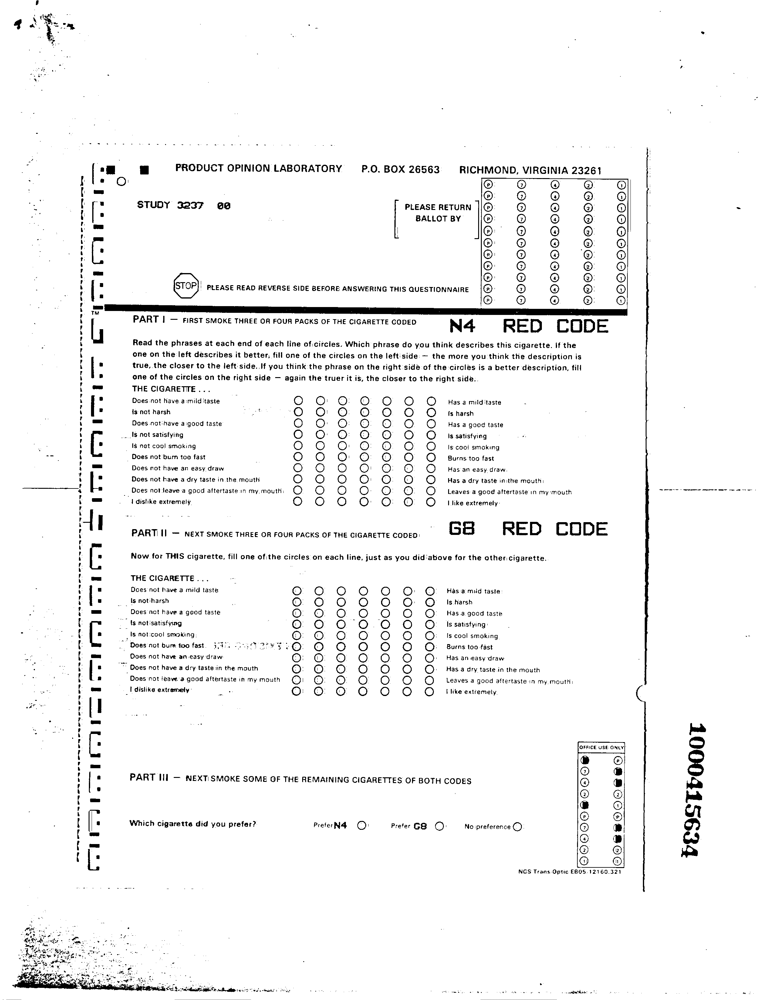 PRODUCT OPINION LABORATORY P.O. BOX 26563 RICHMOND, VIRGINIA 23261
STUDY 3237 00
PLEASE RETURN
BALLOT BY
STOP PLEASE READ REVERSE SIDE BEFORE ANSWERING THIS QUESTIONNAIRE
TM
PART I — FIRST SMOKE THREE OR FOUR PACKS OF THE CIGARETTE CODED N4 RED CODE
Read the phrases at each end of each line of circles. Which phrase do you think describes this cigarette. If the
one on the left describes it better, fill one of the circles on the left side — the more you think the description is
true, the closer to the left side. If you think the phrase on the right side of the circles is a better description, fill
one of the circles on the right side — again the truer it is, the closer to the right side.
THE CIGARETTE . . .
Does not have a mild taste Has a mild taste
Is not harsh Is harsh
Does not have a good taste Has a good taste
Is not satisfying Is satisfying
Is not cool smoking Is cool smoking
Does not burn too fast Burns too fast
Does not have an easy draw Has an easy draw
Does not have a dry taste in the mouth Has a dry taste in the mouth
Does not leave a good aftertaste in my mouth Leaves a good aftertaste in my mouth
I dislike extremely I like extremely
PART II — NEXT SMOKE THREE OR FOUR PACKS OF THE CIGARETTE CODED G8 RED CODE
Now for THIS cigarette, fill one of the circles on each line, just as you did above for the other cigarette.
THE CIGARETTE . . .
Does not have a mild taste Has a mild taste
Is not harsh Is harsh
Does not have a good taste Has a good taste
Is not satisfying Is satisfying
Is not cool smoking Is cool smoking
Does not burn too fast Burns too fast
Does not have an easy draw Has an easy draw
Does not have a dry taste in the mouth Has a dry taste in the mouth
Does not leave a good aftertaste in my mouth Leaves a good aftertaste in my mouth
I dislike extremely I like extremely
OFFICE USE ONLY
PART III — NEXT SMOKE SOME OF THE REMAINING CIGARETTES OF BOTH CODES
Which cigarette did you prefer? Prefer N4 Prefer G8 No preference
NCS Trans Optic EB05 12160 321
1000415634